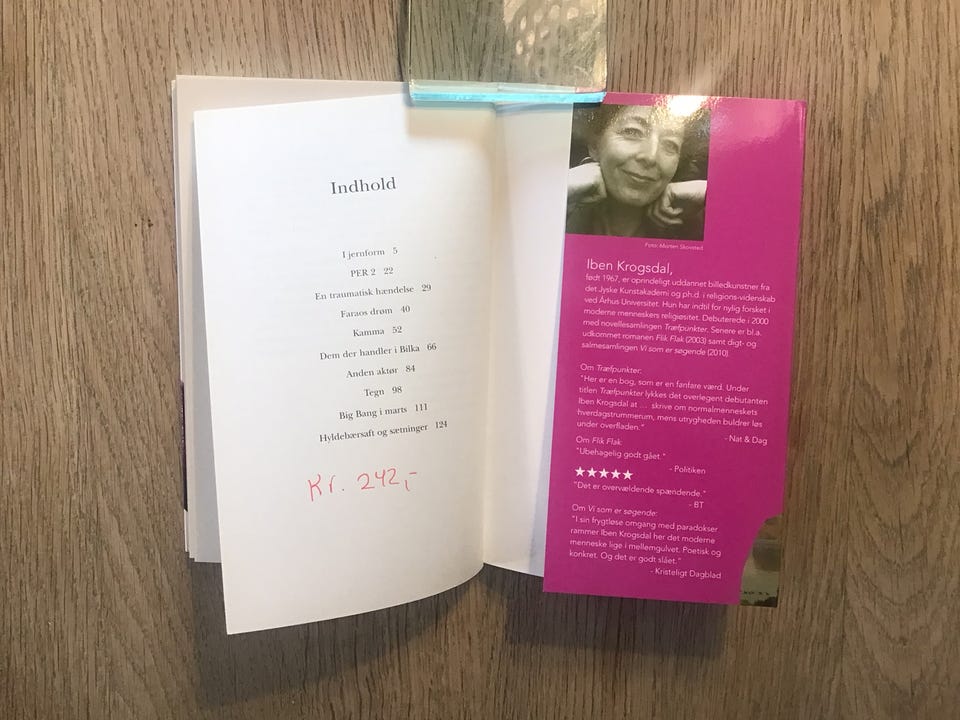 Indhold
I jernform 5
PER 2 22
En traumatisk hændelse 29
Faraos drøm 40
Kamma 52
Dem der handler i Bilka 66
Anden aktør 84
Tegn 98
Big Bang i marts 111
Hyldebærsaft og sætninger 124
Kr. 242,-
Foto: Morten Skovsted
Iben Krogsdal,
født 1967, er oprindeligt uddannet billedkunstner fra
det Jyske Kunstakademi og ph.d. i religions-videnskab
ved Århus Universitet. Hun har indtil for nylig forsket i
moderne menneskers religiøsitet. Debuterede i 2000
med novellesamlingen Træfpunkter. Senere er bl.a.
udkommet romanen Flik Flak (2003) samt digt- og
salmesamlingen Vi som er søgende (2010)
Om Træfpunkter:
"Her er en bog, som er en fanfare værd. Under
titlen Træfpunkter lykkes det overlegent debutanten
Iben Krogsdal at ... skrive om normalmenneskets
hverdagstrummerum, mens utrygheden buldrer løs
under overfladen."
- Nat & Dag
Om Flik Flak
"Ubehagelig godt gået."
- Politiken
★★★★★
"Det er overvældende spændende."
- BT
Om Vi som er søgende:
"I sin frygtløse omgang med paradokser
rammer Iben Krogsdal her det moderne
menneske lige i mellemgulvet. Poetisk og
konkret. Og det er godt slået."
- Kristeligt Dagblad